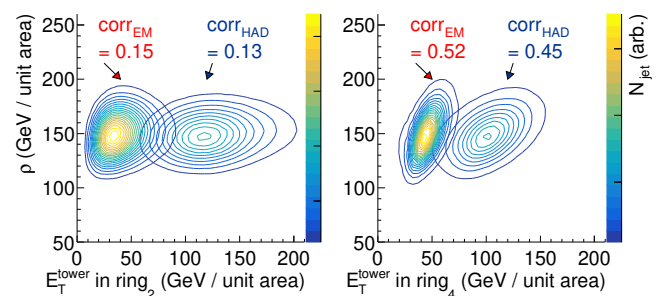 corr_EM corr_HAD corr_EM corr_HAD
= 0.15 = 0.13 = 0.52 = 0.45
250 250
200 200
150 150
100 100
50 50
0 50 100 150 200 0 50 100 150 200
ρ (GeV / unit area)
N_jet (arb.)
E_T^tower in ring_2 (GeV / unit area) E_T^tower in ring_4 (GeV / unit area)